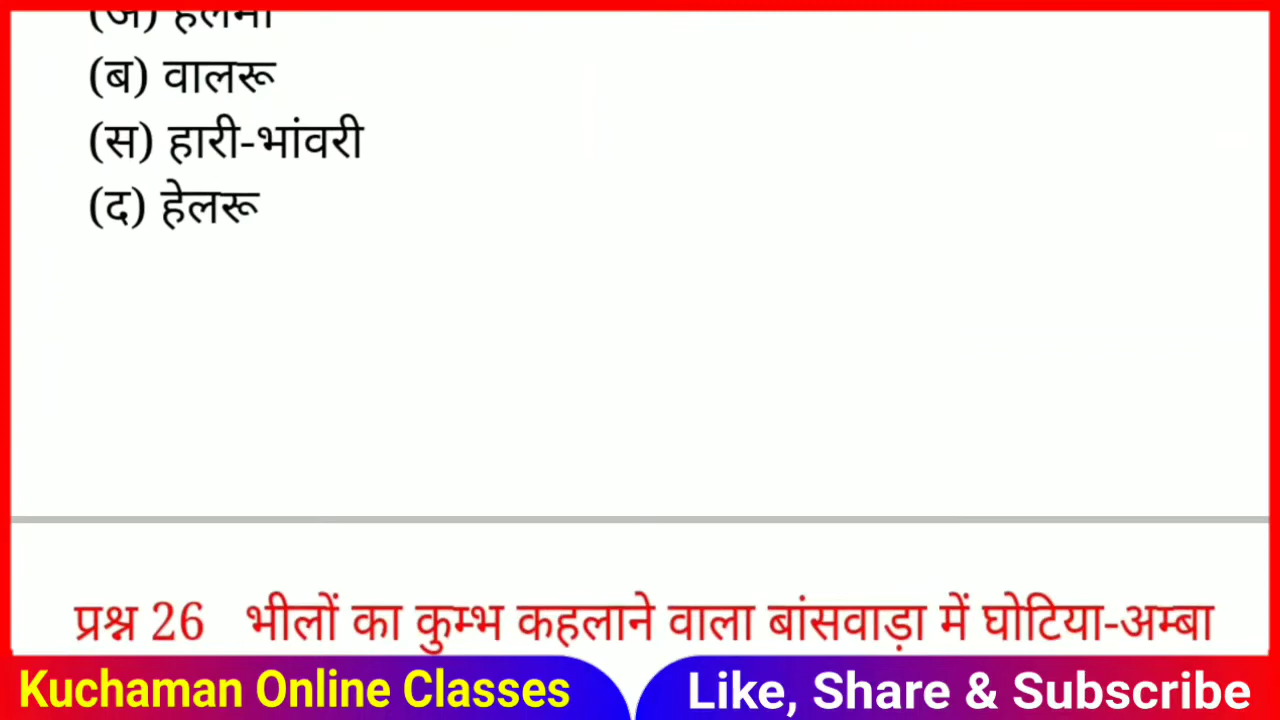 (ब) वालरू
(स) हारी-भांवरी
(द) हेलरू
प्रश्न 26 भीलों का कुम्भ कहलाने वाला बांसवाड़ा में घोटिया-अम्बा
Kuchaman Online Classes
Like, Share & Subscribe